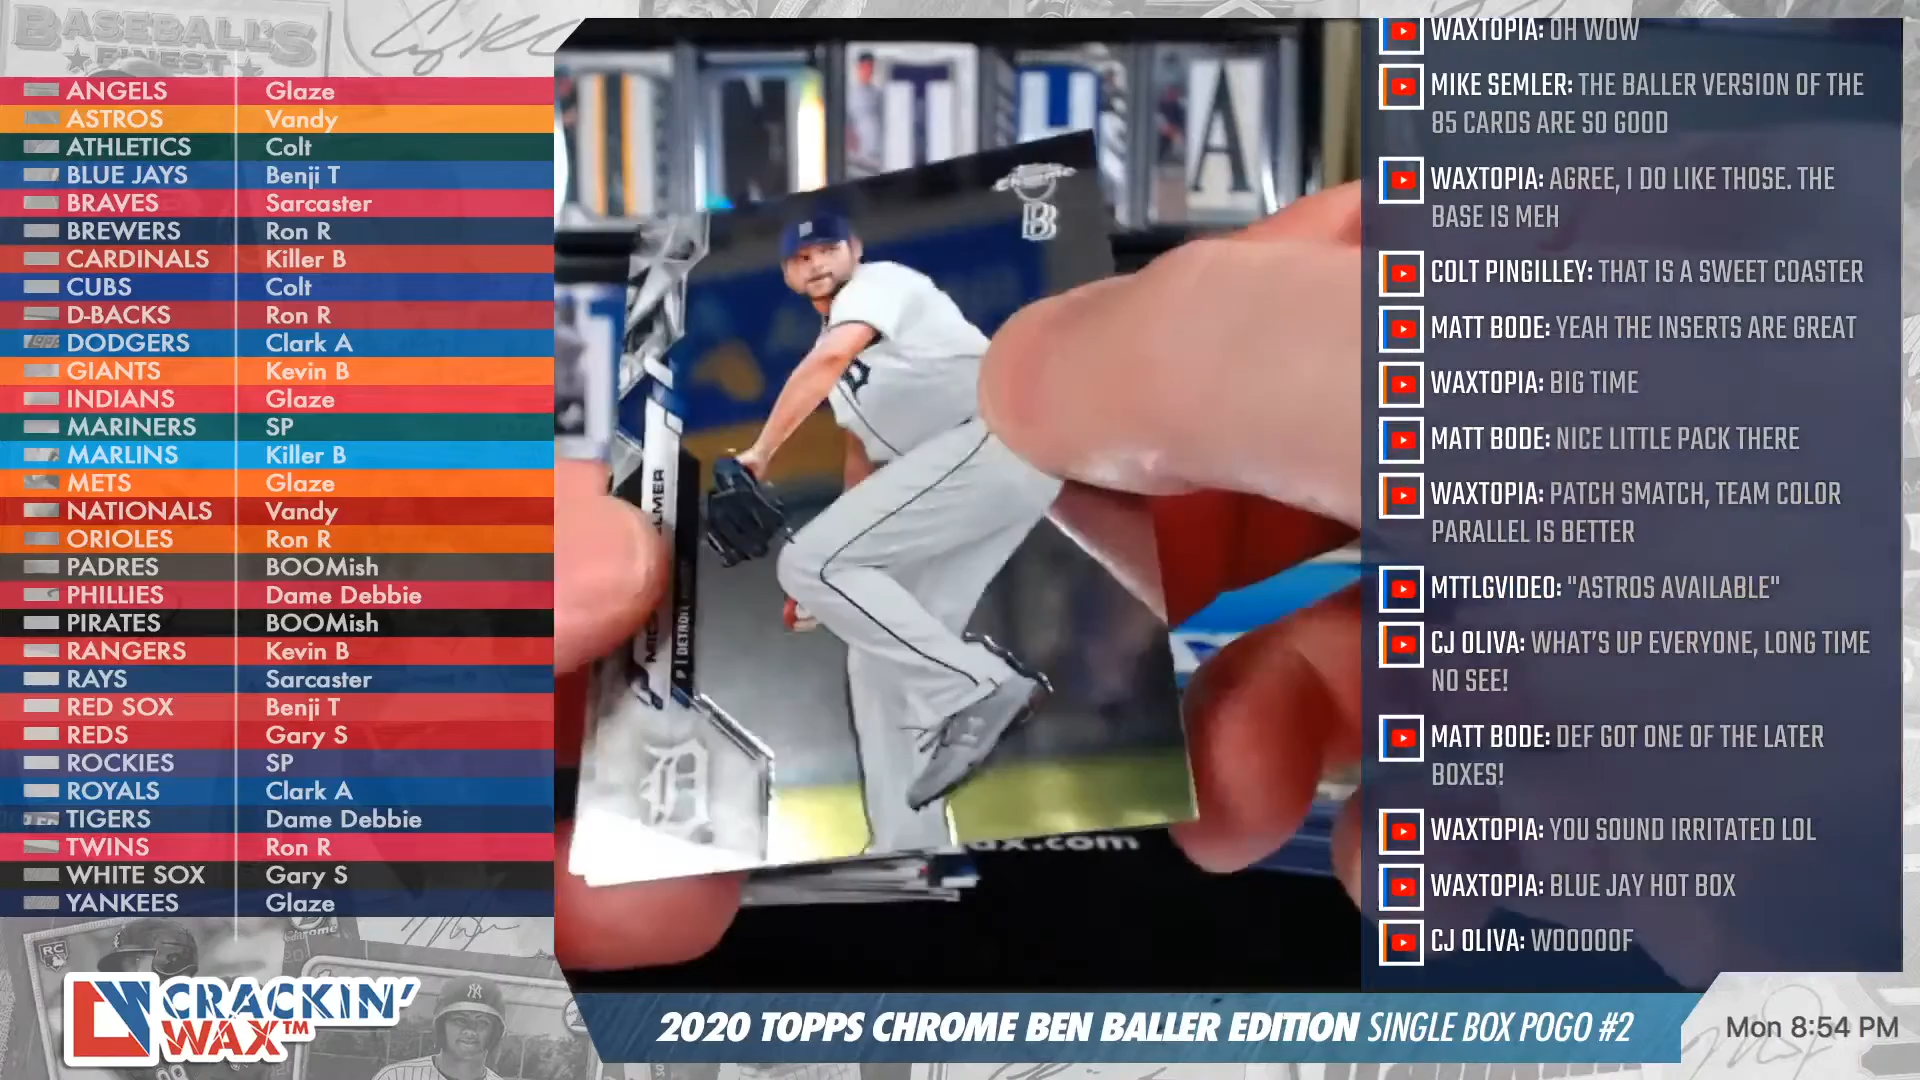 BASEBALL'S
FINEST
ANGELS Glaze
ASTROS Vandy
ATHLETICS Colt
BLUE JAYS Benji T
BRAVES Sarcaster
BREWERS Ron R
CARDINALS Killer B
CUBS Colt
D-BACKS Ron R
DODGERS Clark A
GIANTS Kevin B
INDIANS Glaze
MARINERS SP
MARLINS Killer B
METS Glaze
NATIONALS Vandy
ORIOLES Ron R
PADRES BOOMish
PHILLIES Dame Debbie
PIRATES BOOMish
RANGERS Kevin B
RAYS Sarcaster
RED SOX Benji T
REDS Gary S
ROCKIES SP
ROYALS Clark A
TIGERS Dame Debbie
TWINS Ron R
WHITE SOX Gary S
YANKEES Glaze
RC
Chrome
CRACKIN'
WAX™
CHROME
B
P | DETROIT
D
ax.com
WAXTOPIA: OH WOW
MIKE SEMLER: THE BALLER VERSION OF THE
85 CARDS ARE SO GOOD
WAXTOPIA: AGREE, I DO LIKE THOSE. THE
BASE IS MEH
COLT PINGILLEY: THAT IS A SWEET COASTER
MATT BODE: YEAH THE INSERTS ARE GREAT
WAXTOPIA: BIG TIME
MATT BODE: NICE LITTLE PACK THERE
WAXTOPIA: PATCH SMATCH, TEAM COLOR
PARALLEL IS BETTER
MTTLGVIDEO: "ASTROS AVAILABLE"
CJ OLIVA: WHAT'S UP EVERYONE, LONG TIME
NO SEE!
MATT BODE: DEF GOT ONE OF THE LATER
BOXES!
WAXTOPIA: YOU SOUND IRRITATED LOL
WAXTOPIA: BLUE JAY HOT BOX
CJ OLIVA: WOOOOOF
2020 TOPPS CHROME BEN BALLER EDITION SINGLE BOX POGO #2
Mon 8:54 PM